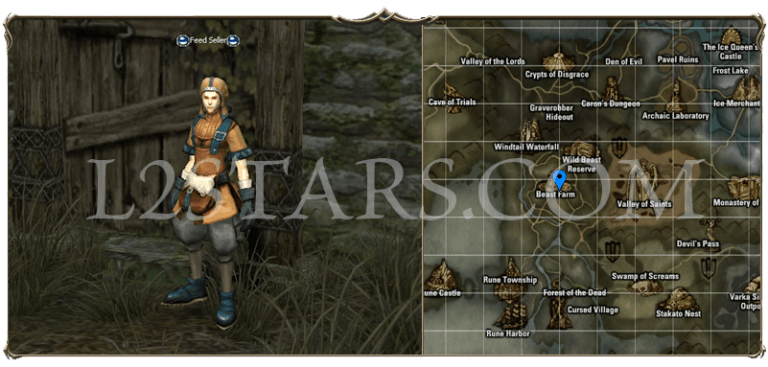 Feed Seller
The Ice Queen's
Castle
Valley of the Lords
Den of Evil
Pavel Ruins
Frost Lake
Crypts of Disgrace
Cave of Trials
Caron's Dungeon
Ice Merchant
Graverobber
Hideout
Archaic Laboratory
Windtail Waterfall
Wild Beast
Reserve
L2STARS.COM
Beast Farm
Valley of Saints
Monastery of
Devil's Pass
Rune Township
Swamp of Screams
une Castle
Forest of the Dead
Varka Si
Outpo
Cursed Village
Stakato Nest
Rune Harbor